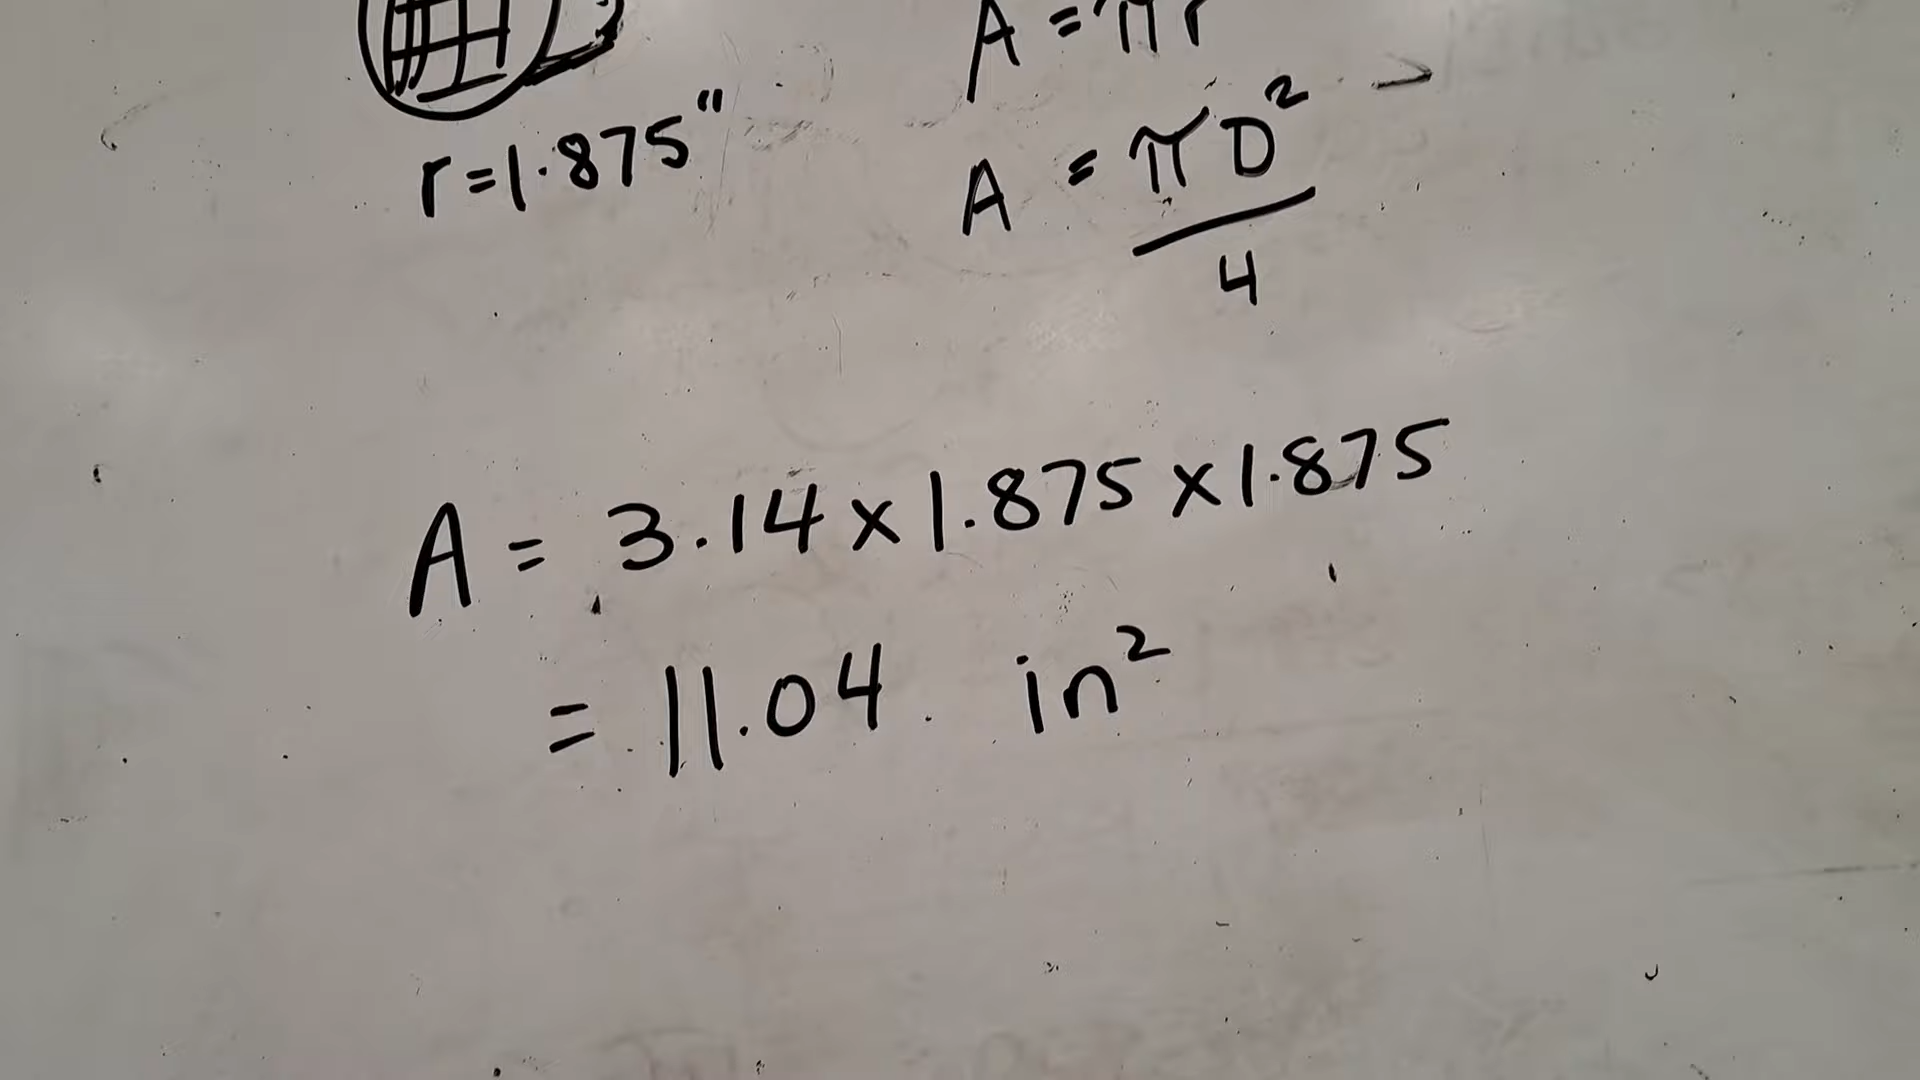 A = πr
r = 1.875"
A = πD²
4
A = 3.14 x 1.875 x 1.875
= 11.04 in²